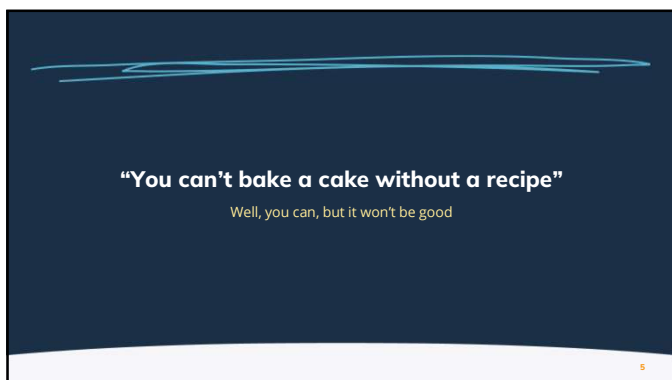 “You can’t bake a cake without a recipe”
Well, you can, but it won’t be good
5